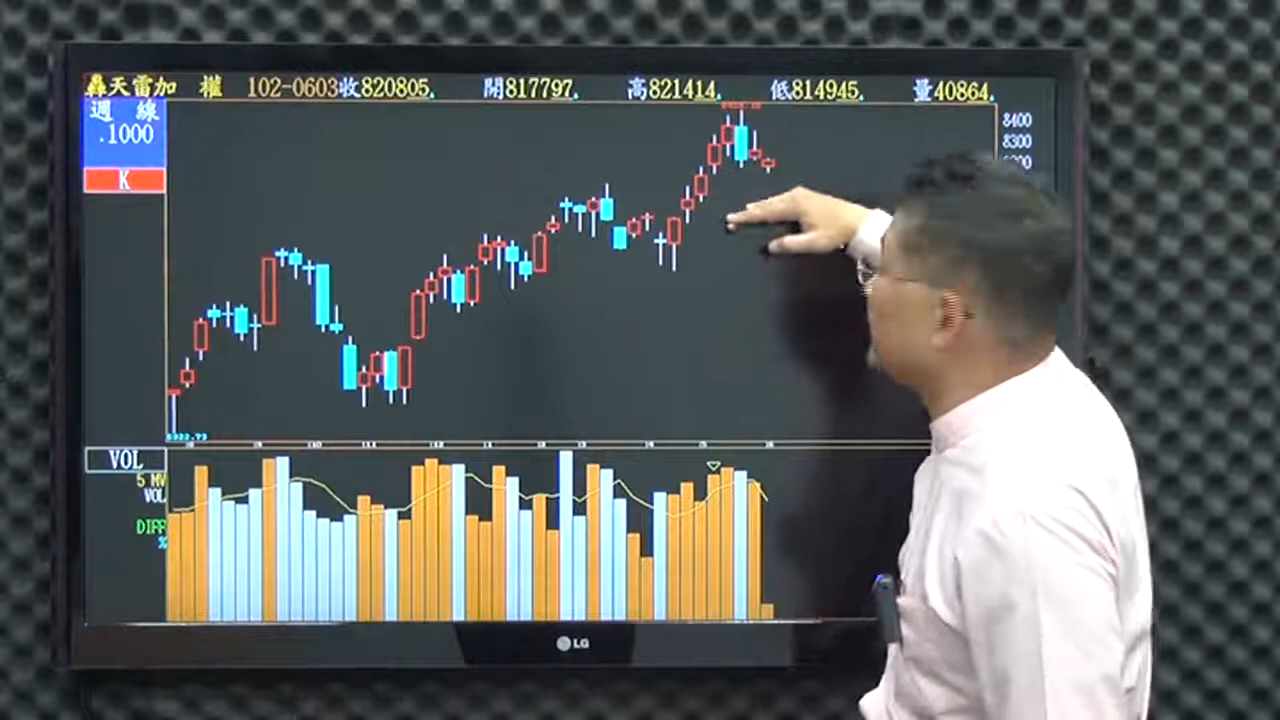 轟天雷加 權 102-0603收820805. 開817797. 高821414. 低814945. 量40864.
週 線
.1000
K
8400
8300
VOL
5 MV
VOL
DIFF
%
LG